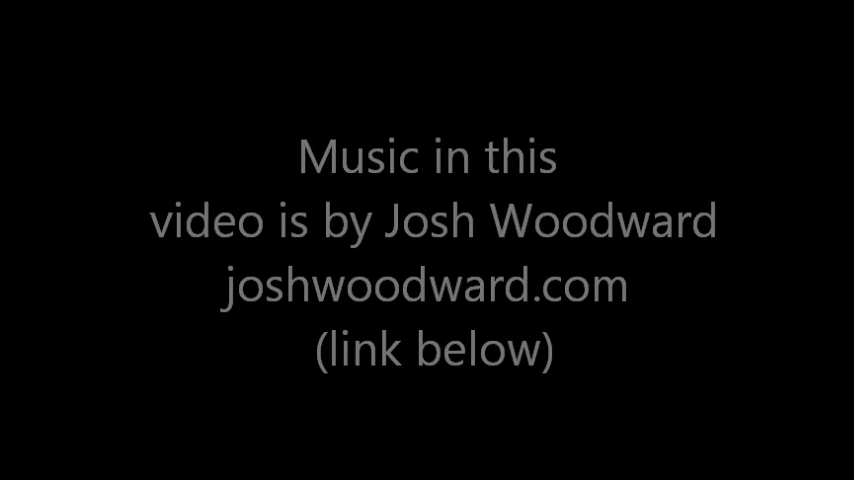 Music in this
video is by Josh Woodward
joshwoodward.com
(link below)